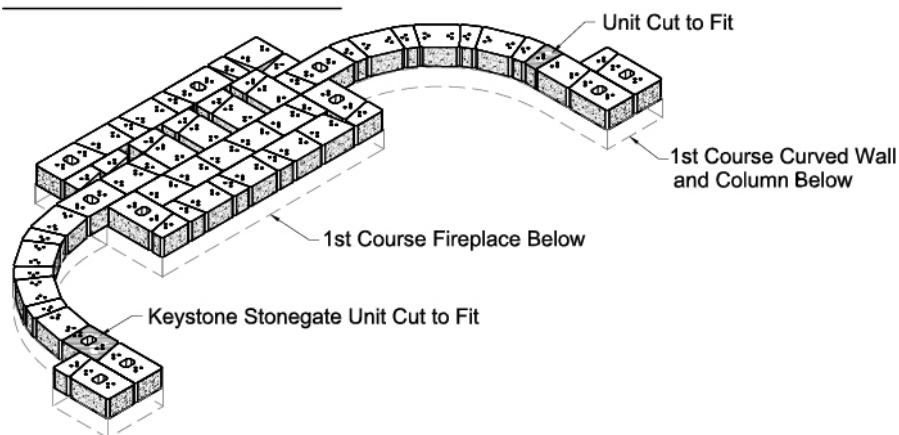 Unit Cut to Fit
1st Course Curved Wall
and Column Below
1st Course Fireplace Below
Keystone Stonegate Unit Cut to Fit